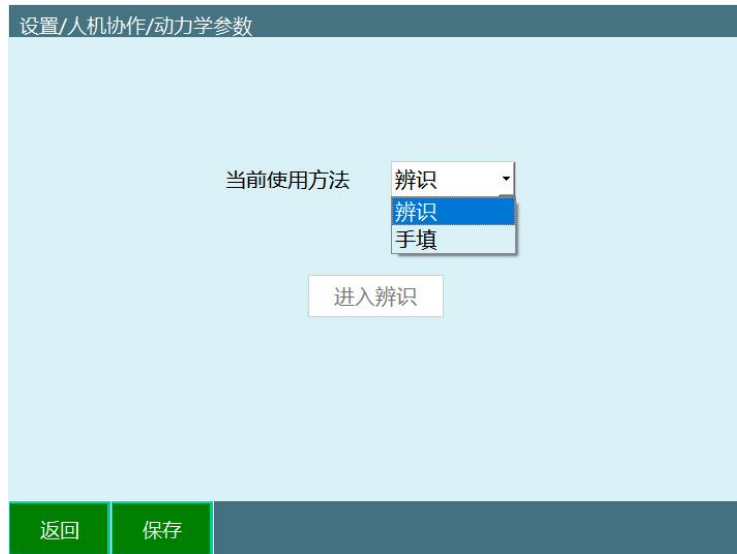 设置/人机协作/动力学参数
当前使用方法 辨识
辨识
手填
进入辨识
返回 保存